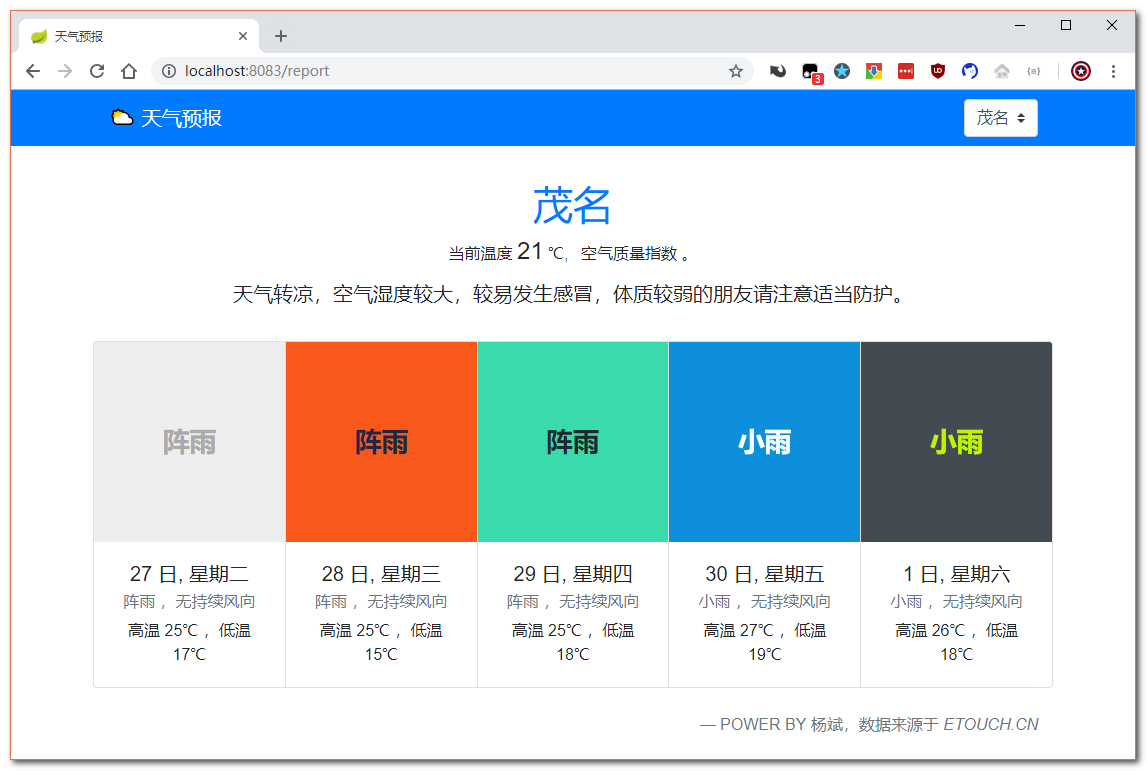 天气预报
localhost:8083/report
3
天气预报
茂名
茂名
当前温度 21 ℃, 空气质量指数 。
天气转凉，空气湿度较大，较易发生感冒，体质较弱的朋友请注意适当防护。
阵雨
阵雨
阵雨
小雨
小雨
27 日, 星期二
阵雨 ，无持续风向
高温 25℃ ，低温
17℃
28 日, 星期三
阵雨 ，无持续风向
高温 25℃ ，低温
15℃
29 日, 星期四
阵雨 ，无持续风向
高温 25℃ ，低温
18℃
30 日, 星期五
小雨 ，无持续风向
高温 27℃ ，低温
19℃
1 日, 星期六
小雨 ，无持续风向
高温 26℃ ，低温
18℃
— POWER BY 杨斌，数据来源于 ETOUCH.CN